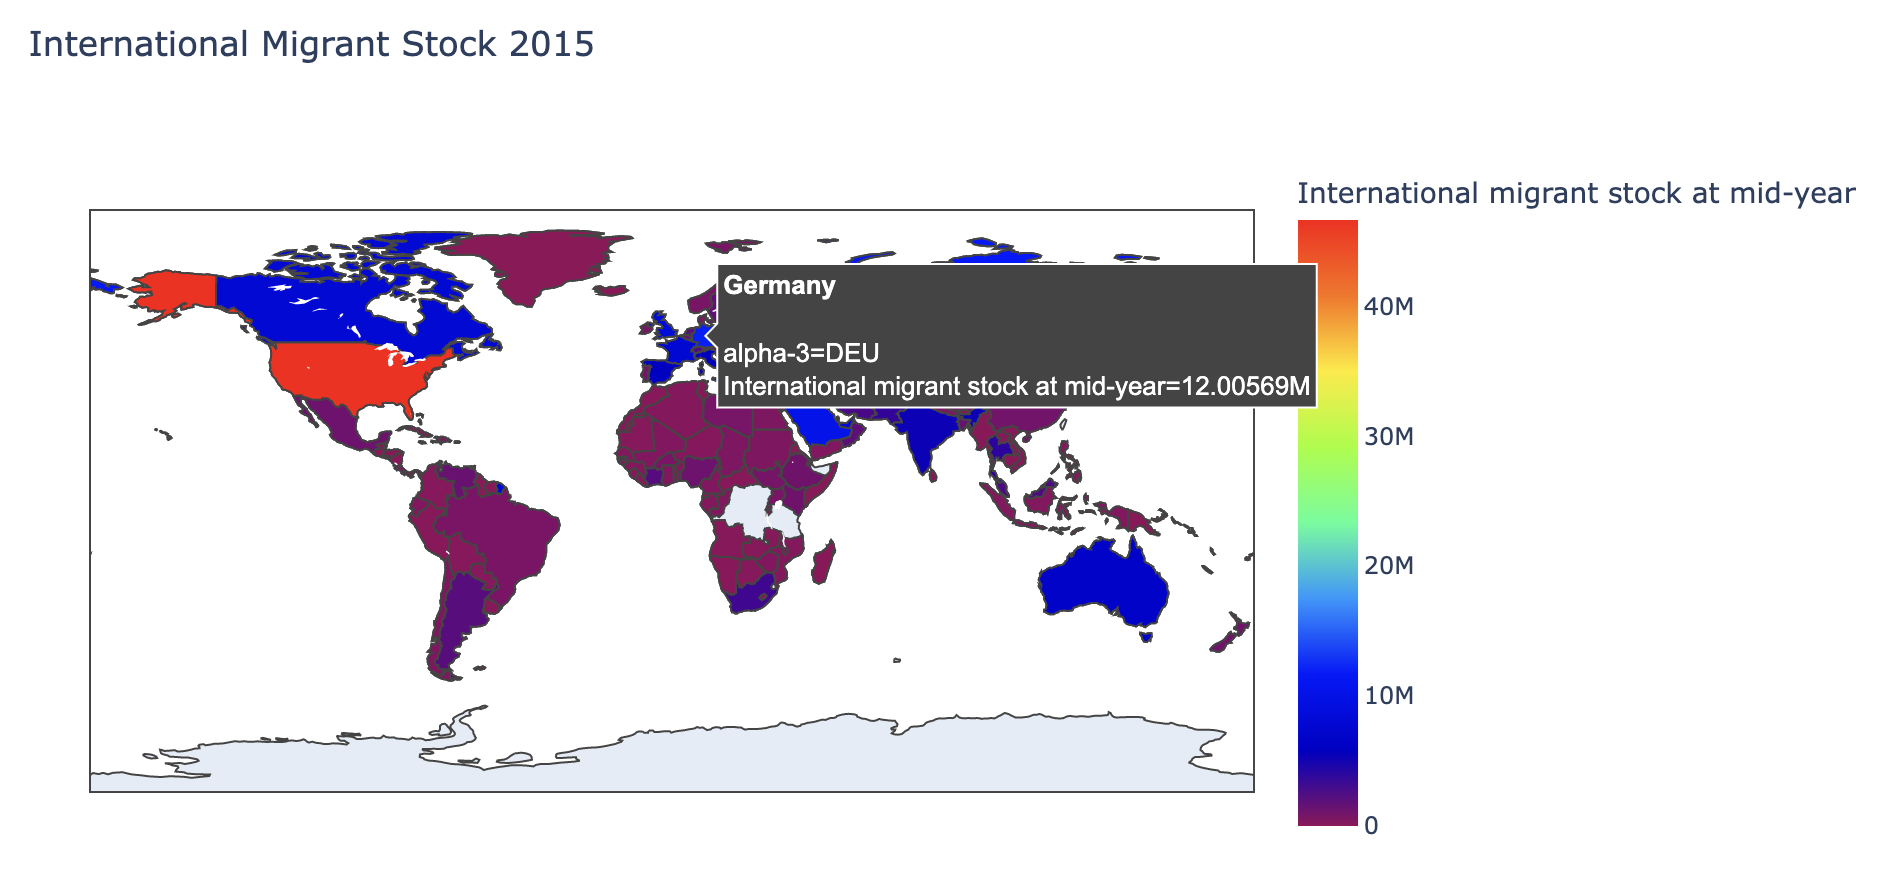 International Migrant Stock 2015
International migrant stock at mid-year
Germany
alpha-3=DEU
International migrant stock at mid-year=12.00569M
40M
30M
20M
10M
0